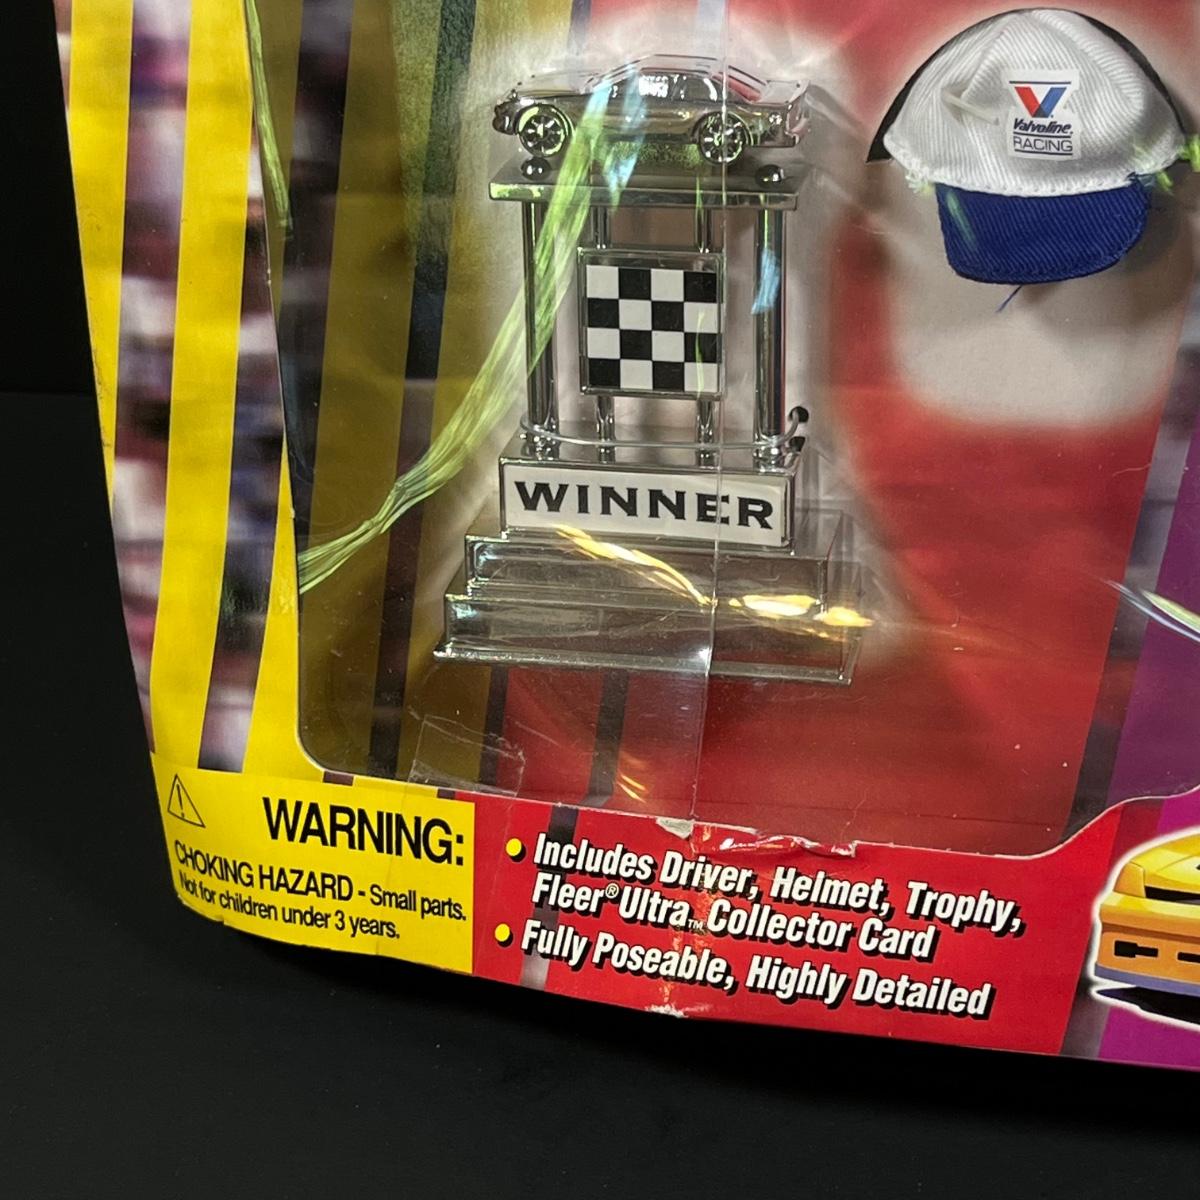 Valvoline
RACING
WINNER
WARNING:
CHOKING HAZARD - Small parts.
Not for children under 3 years.
• Includes Driver, Helmet, Trophy,
Fleer® Ultra™ Collector Card
• Fully Poseable, Highly Detailed